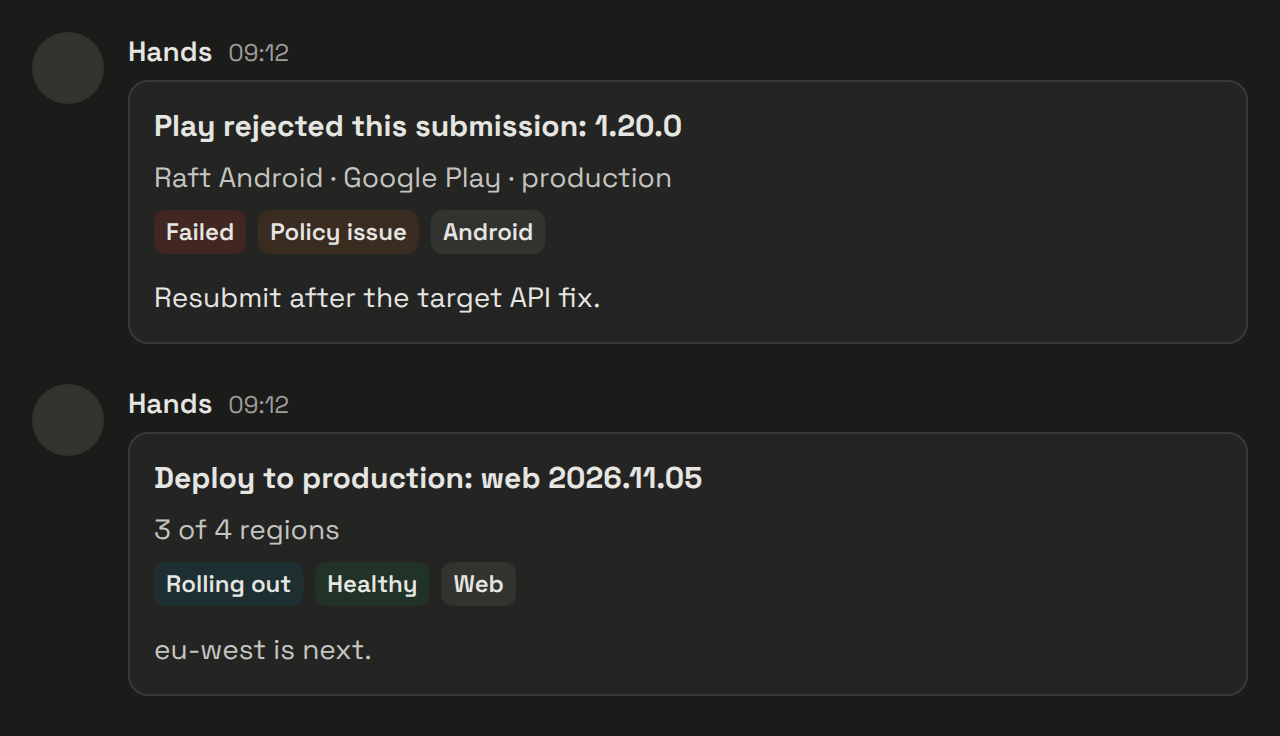 Hands 09:12
Play rejected this submission: 1.20.0
Raft Android · Google Play · production
Failed Policy issue Android
Resubmit after the target API fix.
Hands 09:12
Deploy to production: web 2026.11.05
3 of 4 regions
Rolling out Healthy Web
eu-west is next.